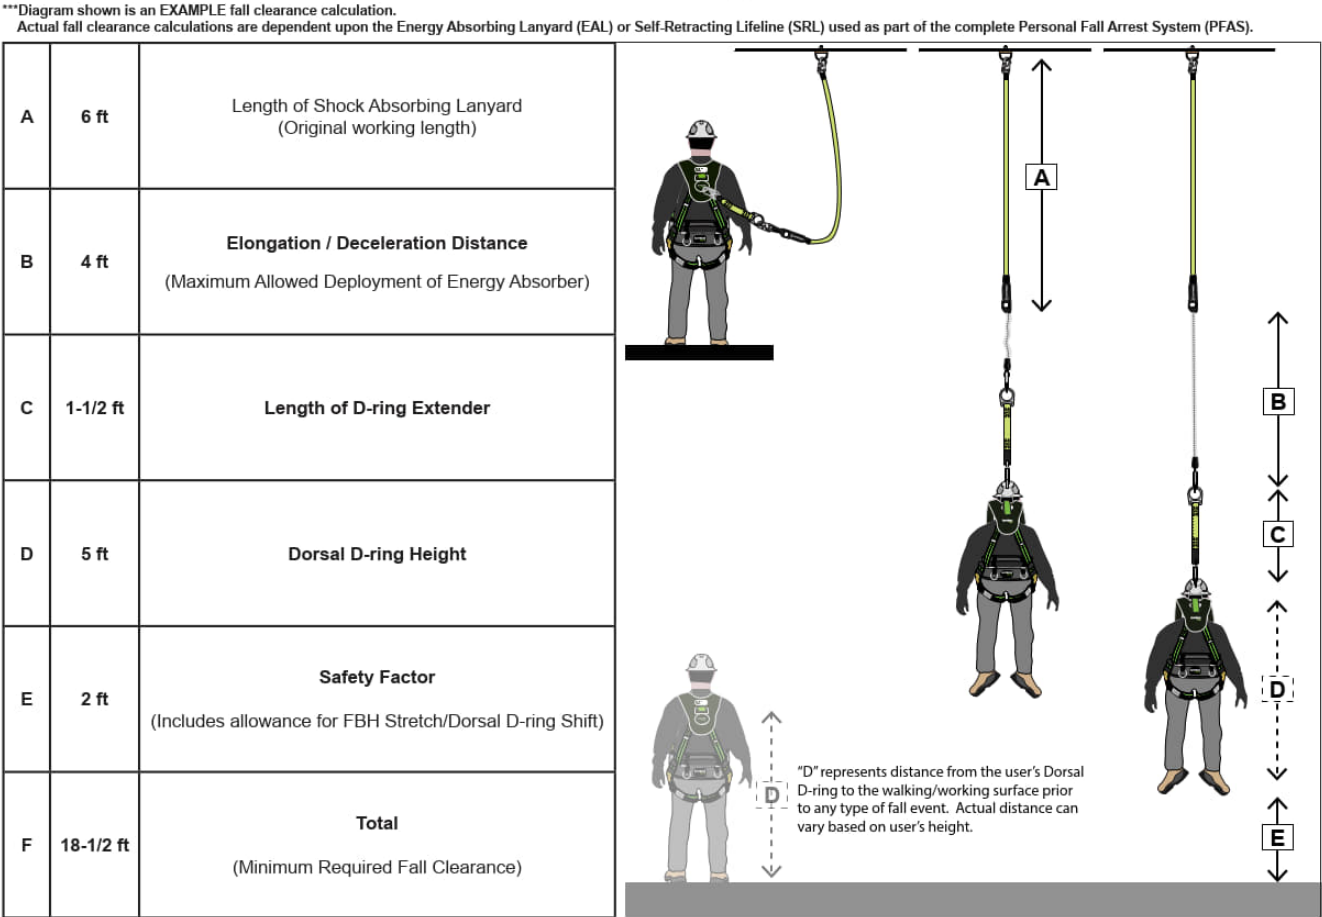 ***Diagram shown is an EXAMPLE fall clearance calculation.
Actual fall clearance calculations are dependent upon the Energy Absorbing Lanyard (EAL) or Self-Retracting Lifeline (SRL) used as part of the complete Personal Fall Arrest System (PFAS).
A
6 ft
Length of Shock Absorbing Lanyard
(Original working length)
B
4 ft
Elongation / Deceleration Distance
(Maximum Allowed Deployment of Energy Absorber)
C
1-1/2 ft
Length of D-ring Extender
D
5 ft
Dorsal D-ring Height
E
2 ft
Safety Factor
(Includes allowance for FBH Stretch/Dorsal D-ring Shift)
F
18-1/2 ft
Total
(Minimum Required Fall Clearance)
A
B
C
D
E
D
"D" represents distance from the user's Dorsal
D-ring to the walking/working surface prior
to any type of fall event. Actual distance can
vary based on user's height.